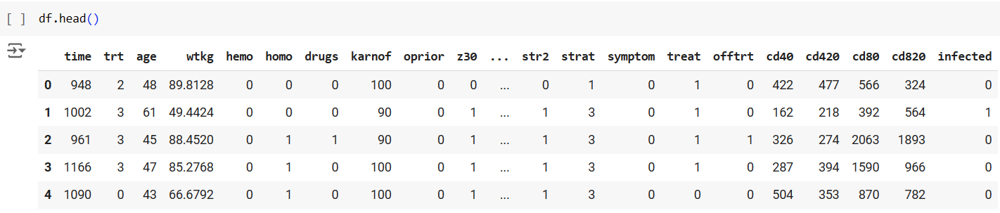 [ ] df.head()
time trt age wtkg hemo homo drugs karnof oprior z30 ... str2 strat symptom treat offtrt cd40 cd420 cd80 cd820 infected
0 948 2 48 89.8128 0 0 0 100 0 0 ... 0 1 0 1 0 422 477 566 324 0
1 1002 3 61 49.4424 0 0 0 90 0 1 ... 1 3 0 1 0 162 218 392 564 1
2 961 3 45 88.4520 0 1 1 90 0 1 ... 1 3 0 1 1 326 274 2063 1893 0
3 1166 3 47 85.2768 0 1 0 100 0 1 ... 1 3 0 1 0 287 394 1590 966 0
4 1090 0 43 66.6792 0 1 0 100 0 1 ... 1 3 0 0 0 504 353 870 782 0